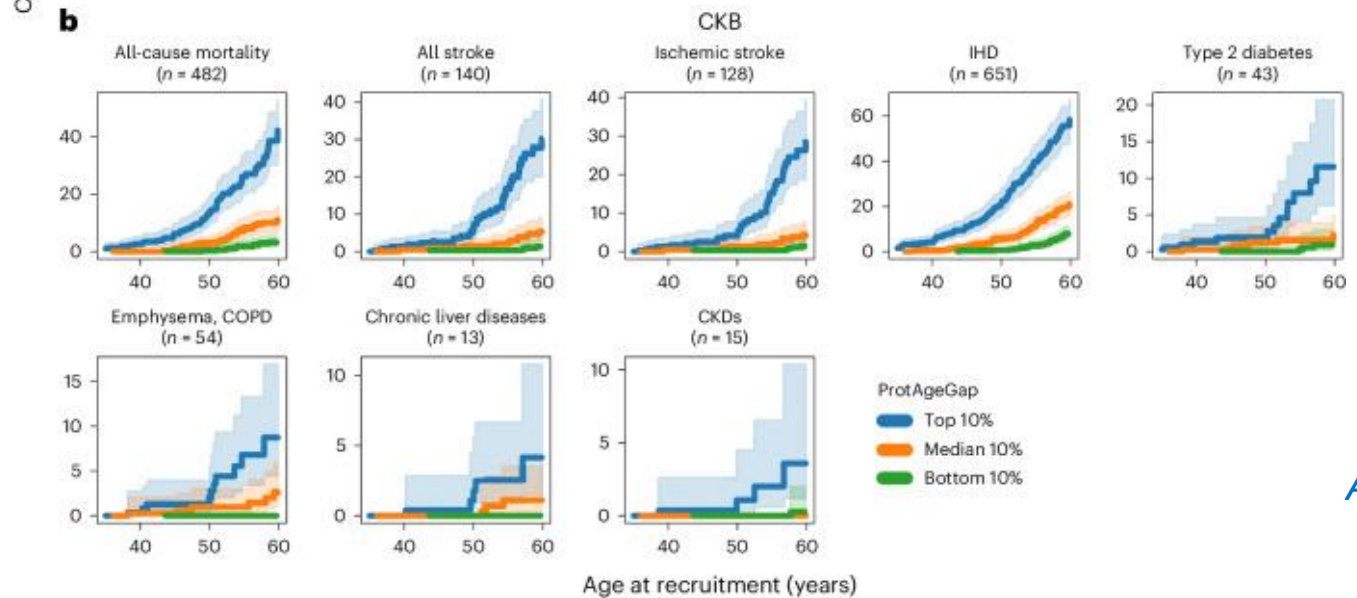 b
CKB
All-cause mortality
(n = 482)
All stroke
(n = 140)
Ischemic stroke
(n = 128)
IHD
(n = 651)
Type 2 diabetes
(n = 43)
40
20
0
40 50 60
40
30
20
10
0
40 50 60
40
30
20
10
0
40 50 60
60
40
20
0
40 50 60
20
15
10
5
0
40 50 60
Emphysema, COPD
(n = 54)
Chronic liver diseases
(n = 13)
CKDs
(n = 15)
15
10
5
0
40 50 60
10
5
0
40 50 60
10
5
0
40 50 60
ProtAgeGap
Top 10%
Median 10%
Bottom 10%
Age at recruitment (years)